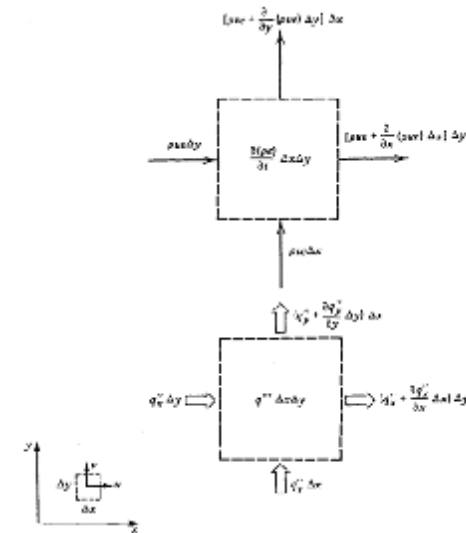 [ρve + ∂/∂y (ρve) Δy] Δx
ρueΔy
∂(ρe)/∂t ΔxΔy
[ρue + ∂/∂x (ρue) Δx] Δy
ρveΔx
(q″y + ∂q″y/∂y Δy) Δx
q″x Δy
q‴ ΔxΔy
(q″x + ∂q″x/∂x Δx) Δy
q″y Δx
y
v
Δy
u
Δx
x